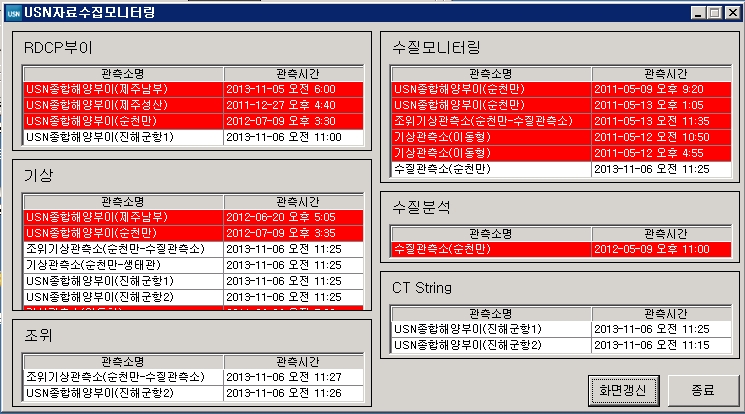 USN USN자료수집모니터링
RDCP부이
관측소명 관측시간
USN종합해양부이(제주남부) 2013-11-05 오전 6:00
USN종합해양부이(제주성산) 2011-12-27 오후 4:40
USN종합해양부이(순천만) 2012-07-09 오후 3:30
USN종합해양부이(진해군항1) 2013-11-06 오전 11:00
기상
관측소명 관측시간
USN종합해양부이(제주남부) 2012-06-20 오후 5:05
USN종합해양부이(순천만) 2012-07-09 오후 3:35
조위기상관측소(순천만-수질관측소) 2013-11-06 오전 11:25
기상관측소(순천만-생태관) 2013-11-06 오전 11:25
USN종합해양부이(진해군항1) 2013-11-06 오전 11:25
USN종합해양부이(진해군항2) 2013-11-06 오전 11:25
조위
관측소명 관측시간
조위기상관측소(순천만-수질관측소) 2013-11-06 오전 11:27
USN종합해양부이(진해군항2) 2013-11-06 오전 11:26
수질모니터링
관측소명 관측시간
USN종합해양부이(순천만) 2011-05-09 오후 9:20
USN종합해양부이(순천만) 2011-05-13 오후 1:05
조위기상관측소(순천만-수질관측소) 2011-05-13 오전 11:35
기상관측소(이동형) 2011-05-12 오전 10:50
기상관측소(이동형) 2011-05-12 오후 4:55
수질관측소(순천만) 2013-11-06 오전 11:25
수질분석
관측소명 관측시간
수질관측소(순천만) 2012-05-09 오후 11:00
CT String
관측소명 관측시간
USN종합해양부이(진해군항1) 2013-11-06 오전 11:25
USN종합해양부이(진해군항2) 2013-11-06 오전 11:15
화면갱신 종료